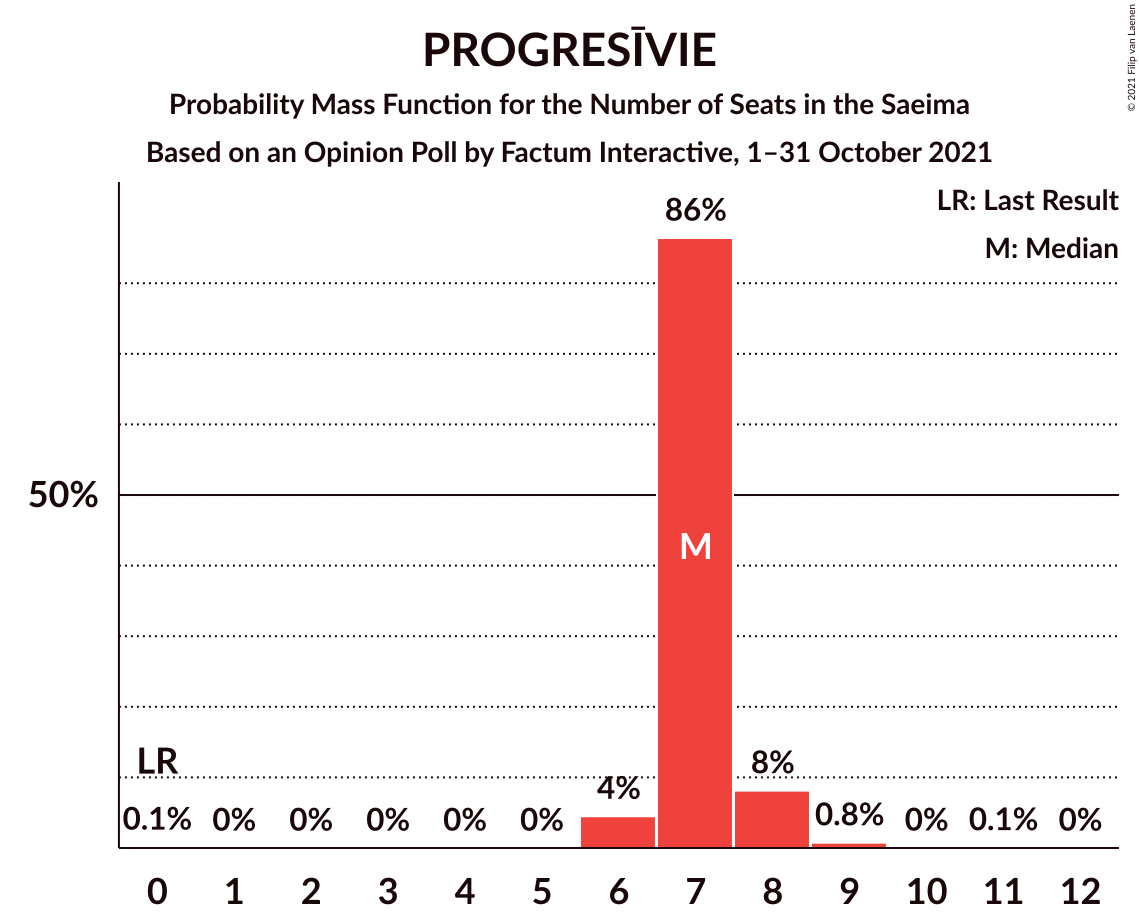 PROGRESĪVIE
Probability Mass Function for the Number of Seats in the Saeima
Based on an Opinion Poll by Factum Interactive, 1–31 October 2021
© 2021 Filip van Laenen
LR: Last Result
M: Median
86%
50%
M
LR
8%
4%
0.1% 0% 0% 0% 0% 0% 0.8% 0% 0.1% 0%
0 1 2 3 4 5 6 7 8 9 10 11 12